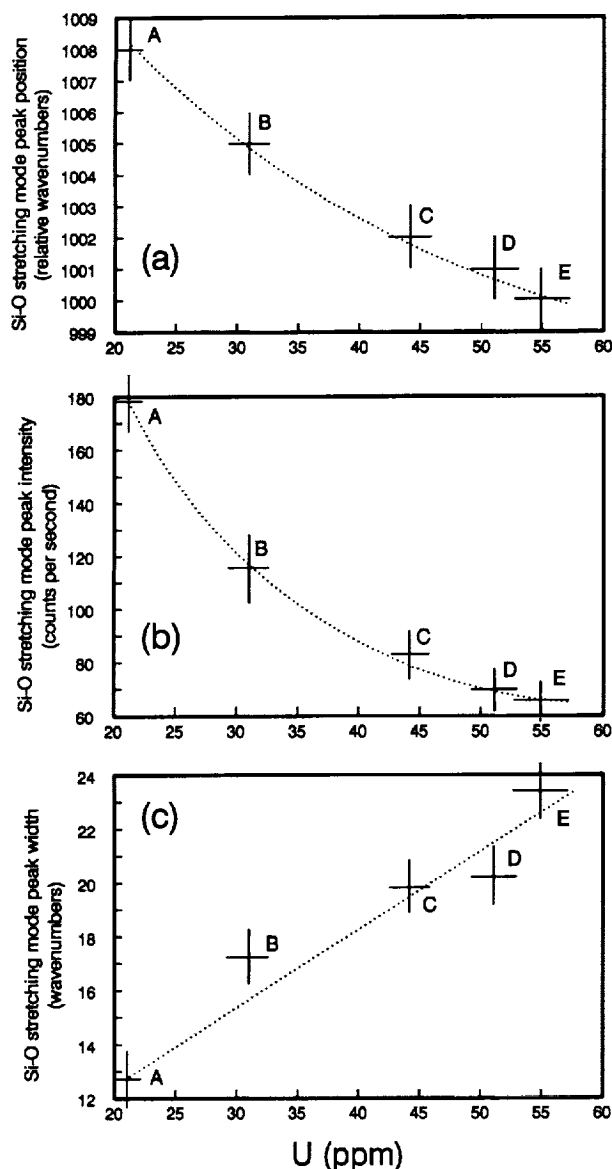 Si-O stretching mode peak position
(relative wavenumbers)
1009
1008
1007
1006
1005
1004
1003
1002
1001
1000
999
A
B
C
D
E
(a)
20 25 30 35 40 45 50 55 60
Si-O stretching mode peak intensity
(counts per second)
180
160
140
120
100
80
60
A
B
C
D
E
(b)
20 25 30 35 40 45 50 55 60
Si-O stretching mode peak width
(wavenumbers)
24
22
20
18
16
14
12
(c)
A
B
C
D
E
20 25 30 35 40 45 50 55 60
U (ppm)